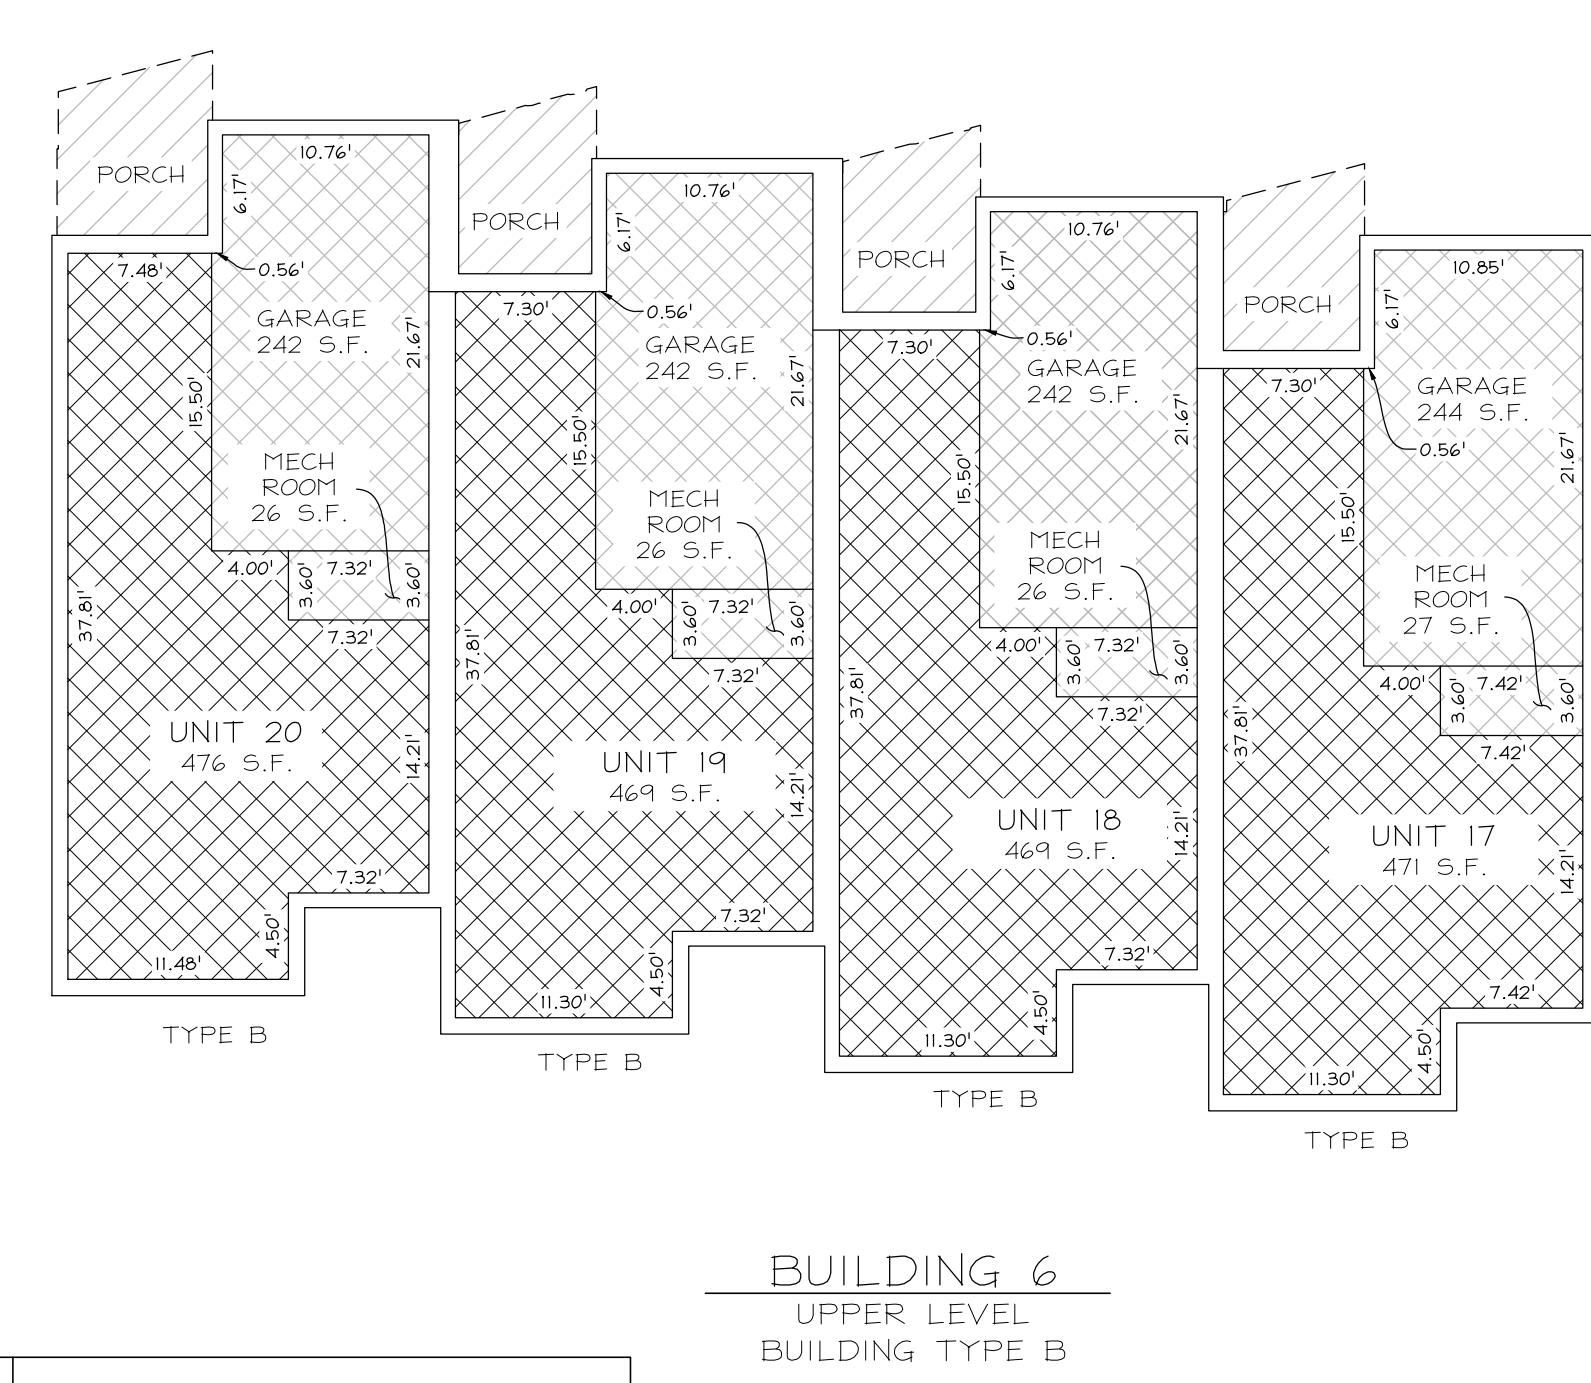 PORCH
10.76'
6.17'
7.48'
0.56'
GARAGE
242 S.F.
21.67'
15.50'
MECH
ROOM
26 S.F.
4.00'
7.32'
3.60'
3.60'
7.32'
37.81'
UNIT 20
476 S.F.
14.21'
7.32'
4.50'
11.48'
TYPE B
PORCH
10.76'
6.17'
7.30'
0.56'
GARAGE
242 S.F.
21.67'
15.50'
MECH
ROOM
26 S.F.
4.00'
7.32'
3.60'
3.60'
7.32'
37.81'
UNIT 19
469 S.F.
14.21'
7.32'
4.50'
11.30'
TYPE B
PORCH
10.76'
6.17'
7.30'
0.56'
GARAGE
242 S.F.
21.67'
15.50'
MECH
ROOM
26 S.F.
4.00'
7.32'
3.60'
3.60'
7.32'
37.81'
UNIT 18
469 S.F.
14.21'
7.32'
4.50'
11.30'
TYPE B
PORCH
10.85'
6.17'
7.30'
0.56'
GARAGE
244 S.F.
21.67'
15.50'
MECH
ROOM
27 S.F.
4.00'
7.42'
3.60'
3.60'
7.42'
37.81'
UNIT 17
471 S.F.
14.21'
7.42'
4.50'
11.30'
TYPE B
BUILDING 6
UPPER LEVEL
BUILDING TYPE B